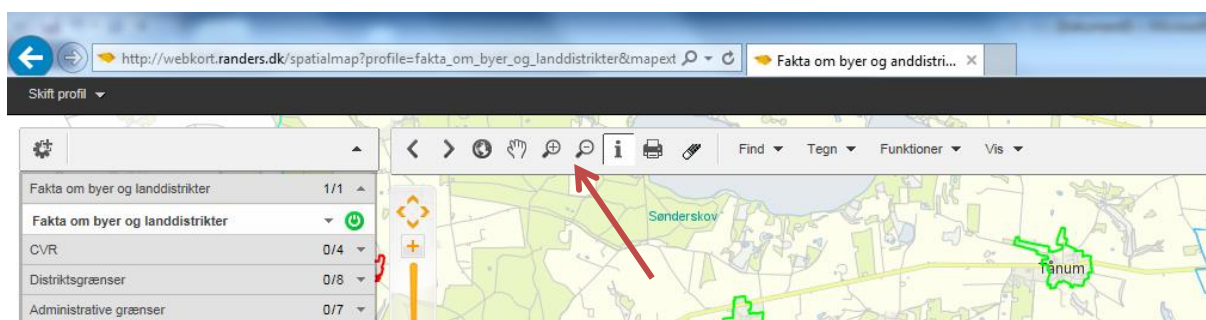 http://webkort.randers.dk/spatialmap?profile=fakta_om_byer_og_landdistrikter&mapext
Fakta om byer og anddistri...
Skift profil
Find Tegn Funktioner Vis
Fakta om byer og landdistrikter 1/1
Fakta om byer og landdistrikter
CVR 0/4
Distriktsgrænser 0/8
Administrative grænser 0/7
Sønderskov
Tånum